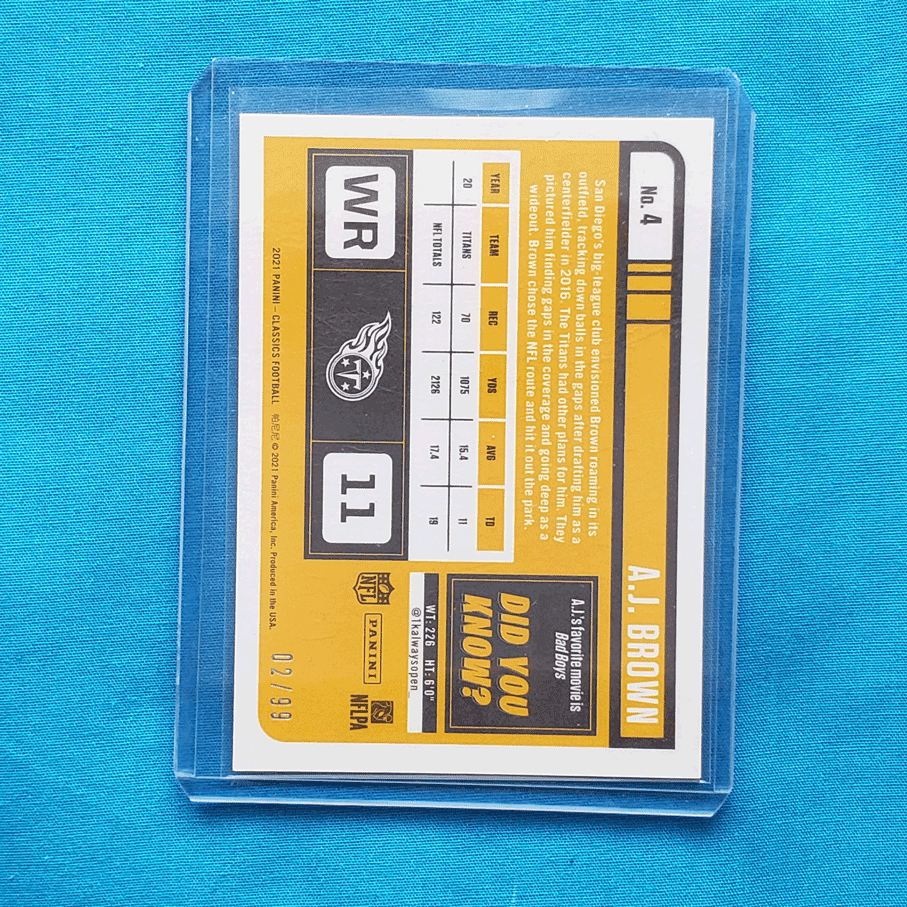 No. 4
A.J. BROWN
San Diego's big-league club envisioned Brown roaming in its
outfield, tracking down balls in the gaps after drafting him as a
centerfielder in 2016. The Titans had other plans for him. They
pictured him finding gaps in the coverage and going deep as a
wideout. Brown chose the NFL route and hit it out the park.
YEAR TEAM REC YDS AVG TD
20 TITANS 70 1075 15.4 11
NFL TOTALS 122 2126 17.4 19
WR
T
11
A.J.'s favorite movie is
Bad Boys
DID YOU
KNOW?
WT: 226 HT: 6'0"
@1kalwaysopen_
NFL
PANINI
NFLPA
2021 PANINI – CLASSICS FOOTBALL 帕尼尼 © 2021 Panini America, Inc. Produced in the USA.
02/99